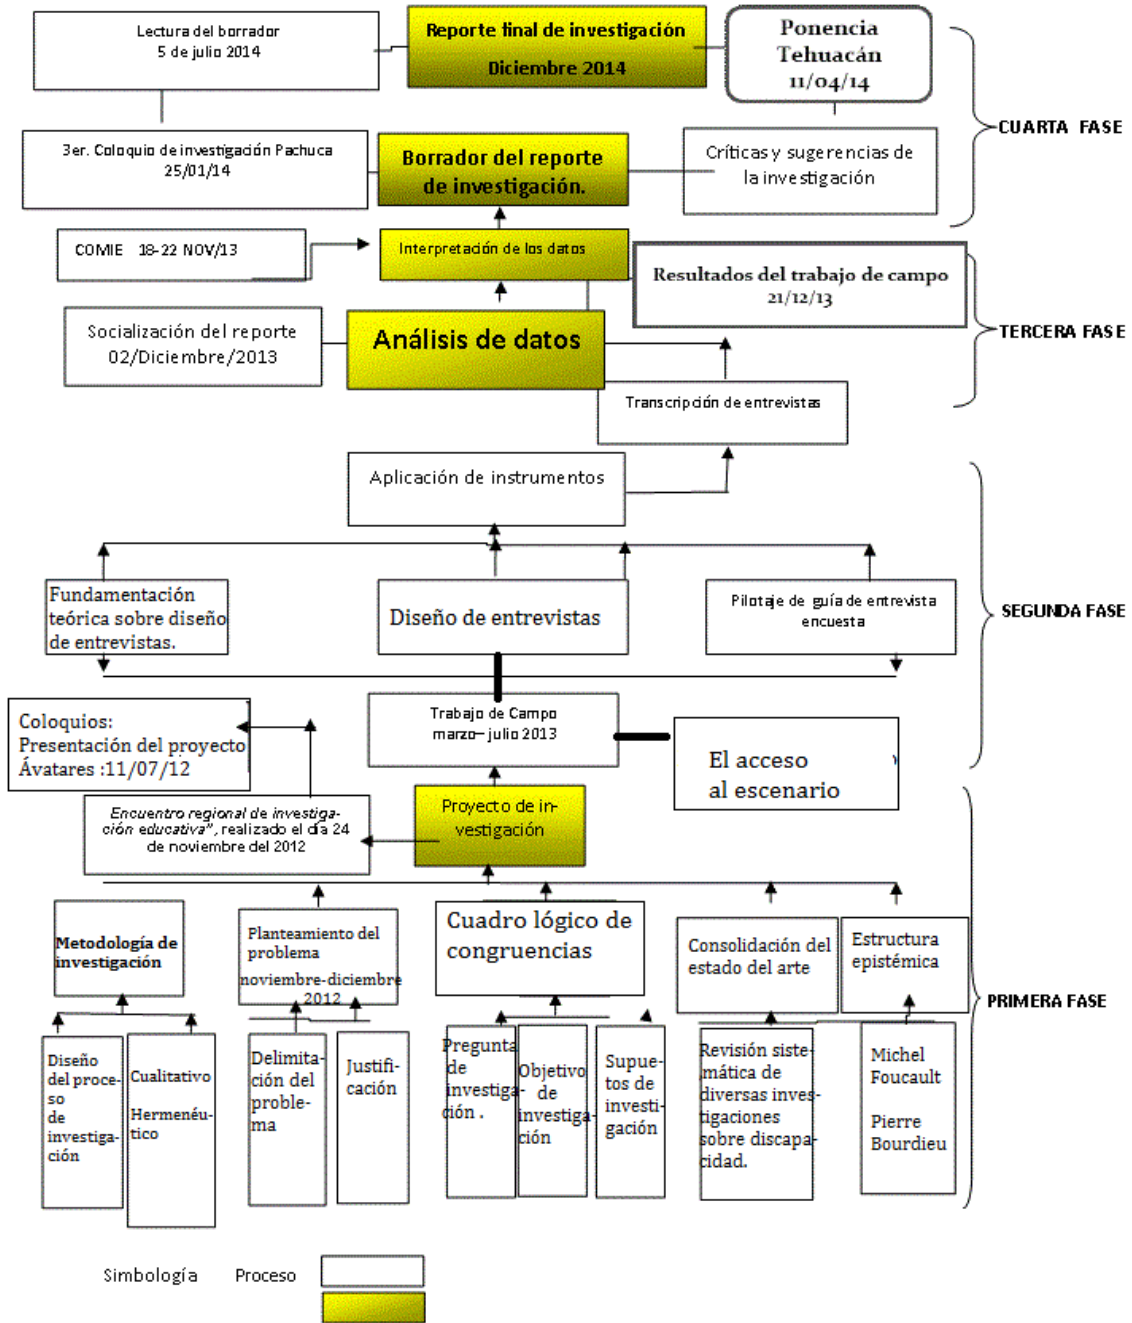 Lectura del borrador
5 de julio 2014
Reporte final de investigación
Diciembre 2014
Ponencia
Tehuacán
11/04/14
CUARTA FASE
3er. Coloquio de investigación Pachuca
25/01/14
Borrador del reporte
de investigación.
Críticas y sugerencias de
la investigación
COMIE 18-22 NOV/13
Interpretación de los datos
Resultados del trabajo de campo
21/12/13
Socialización del reporte
02/Diciembre/2013
Análisis de datos
TERCERA FASE
Transcripción de entrevistas
Aplicación de instrumentos
Fundamentación
teórica sobre diseño
de entrevistas.
Diseño de entrevistas
Pilotaje de guía de entrevista
encuesta
SEGUNDA FASE
Coloquios:
Presentación del proyecto
Ávatares :11/07/12
Trabajo de Campo
marzo– julio 2013
El acceso
al escenario
Encuentro regional de investiga-
ción educativa”, realizado el día 24
de noviembre del 2012
Proyecto de in-
vestigación
Metodología de
investigación
Planteamiento del
problema
noviembre-diciembre
2012
Cuadro lógico de
congruencias
Consolidación del
estado del arte
Estructura
epistémica
PRIMERA FASE
Diseño
del proce-
so
de
investiga-
ción
Cualitativo
Hermenéu-
tico
Delimita-
ción del
proble-
ma
Justifi-
cación
Pregunta
de
investiga-
ción .
Objetivo
de
investiga-
ción
Supue-
tos de
investi-
gación
Revisión siste-
mática de
diversas inves-
tigaciones
sobre discapa-
cidad.
Michel
Foucault
Pierre
Bourdieu
Simbología Proceso